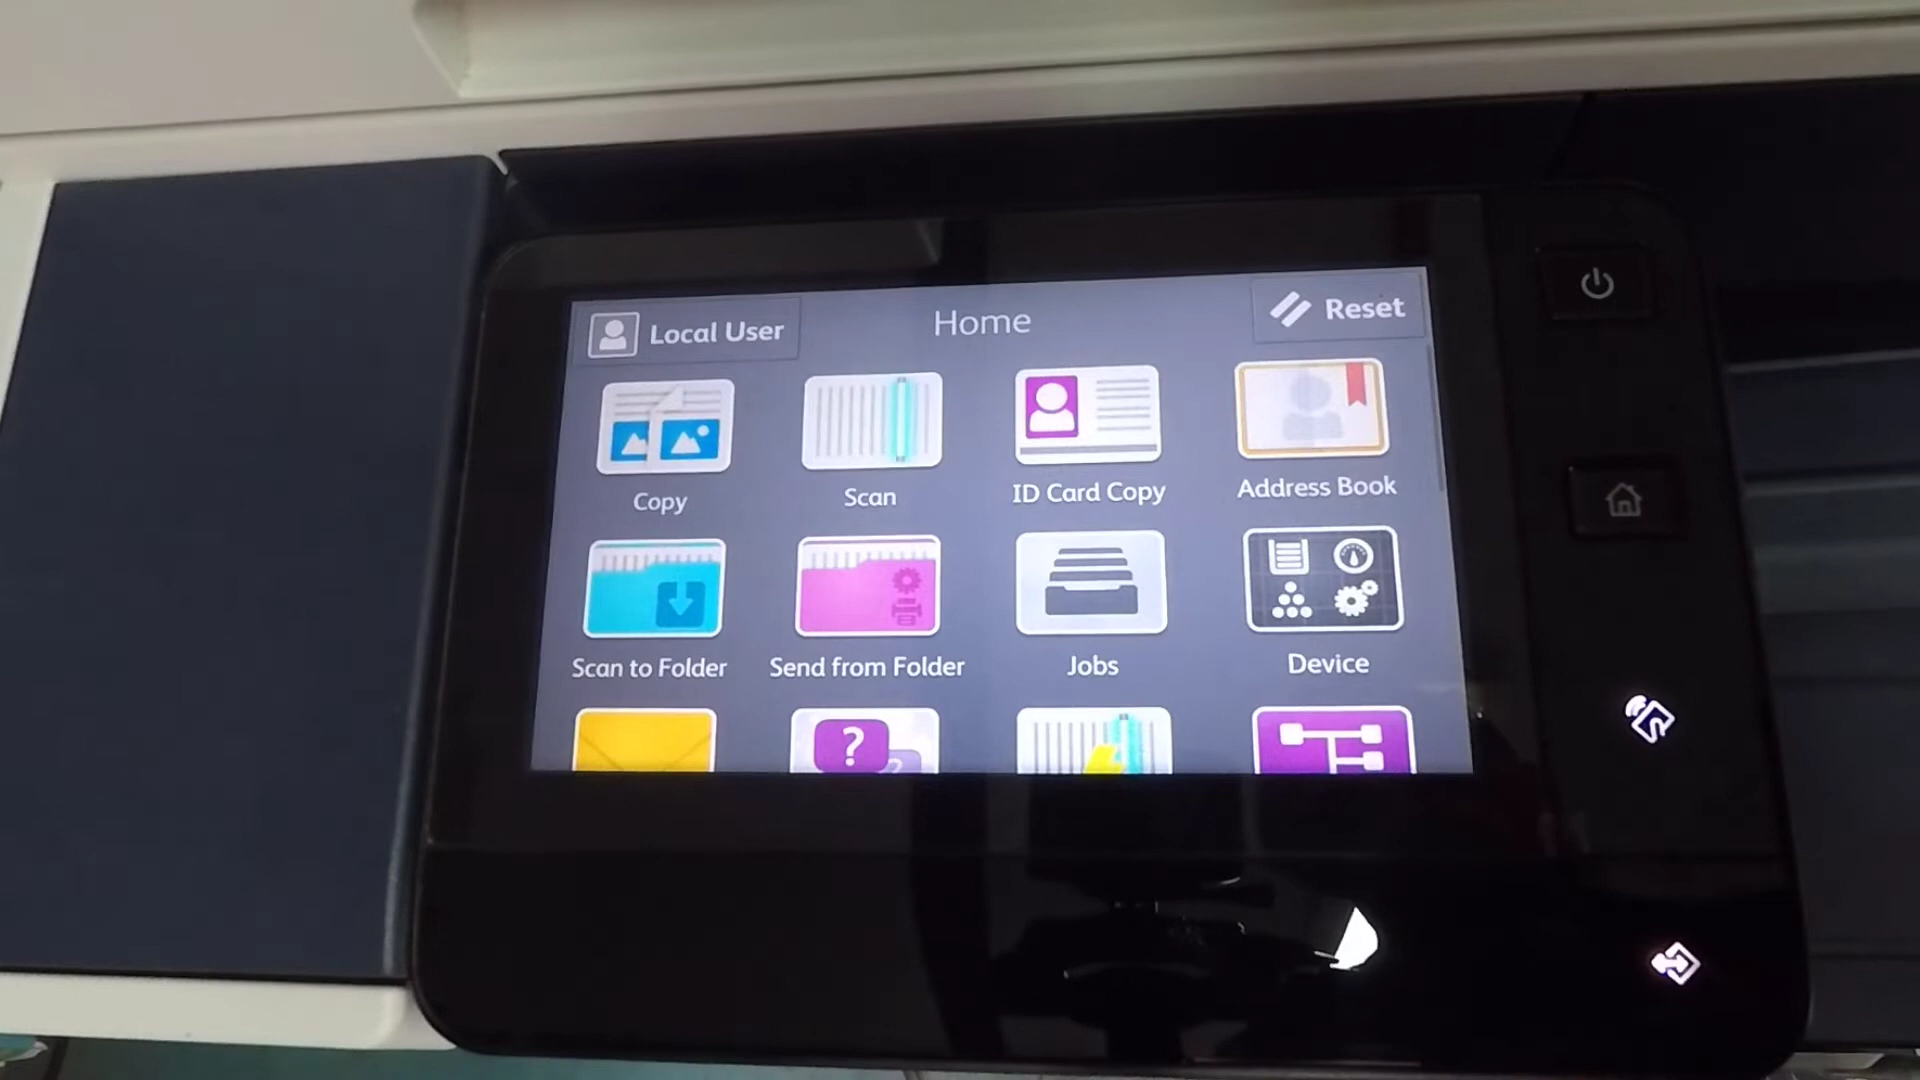 Local User
Home
Reset
Copy
Scan
ID Card Copy
Address Book
Scan to Folder
Send from Folder
Jobs
Device
?
?